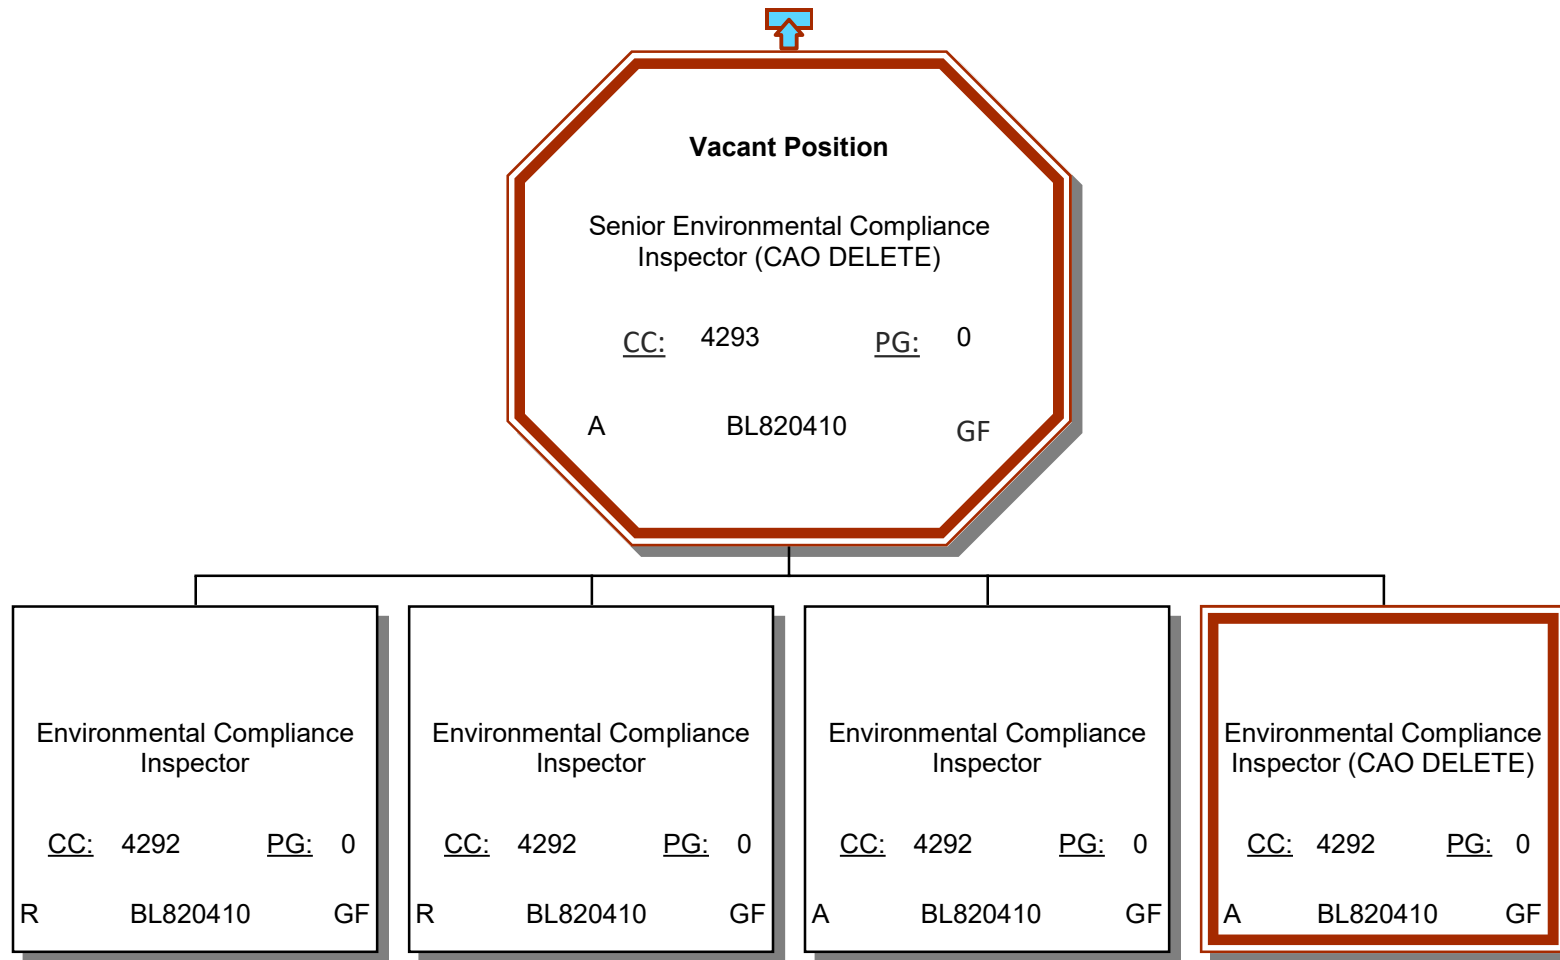 Vacant Position
Senior Environmental Compliance
Inspector (CAO DELETE)
CC: 4293 PG: 0
A BL820410 GF
Environmental Compliance
Inspector
CC: 4292 PG: 0
R BL820410 GF
Environmental Compliance
Inspector
CC: 4292 PG: 0
R BL820410 GF
Environmental Compliance
Inspector
CC: 4292 PG: 0
A BL820410 GF
Environmental Compliance
Inspector (CAO DELETE)
CC: 4292 PG: 0
A BL820410 GF